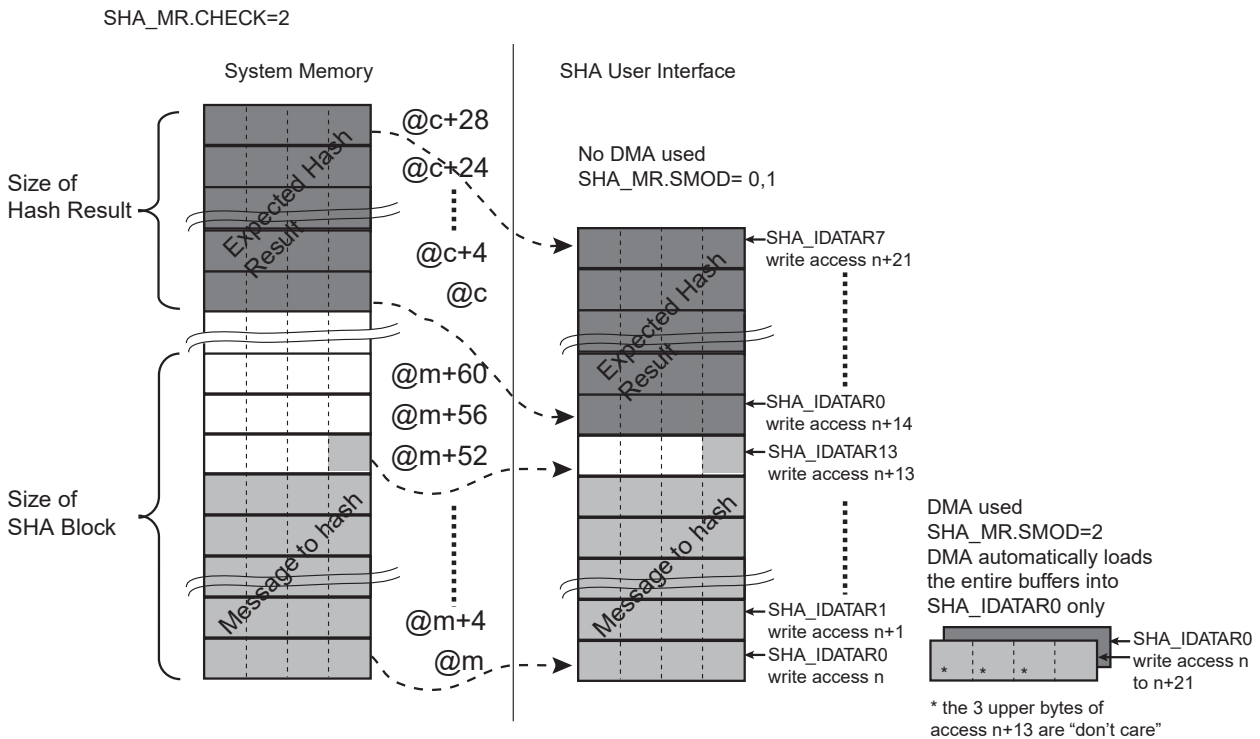 SHA_MR.CHECK=2
System Memory
SHA User Interface
Size of
Hash Result
Expected Hash
Result
@c+28
@c+24
@c+4
@c
No DMA used
SHA_MR.SMOD= 0,1
Expected Hash
Result
SHA_IDATAR7
write access n+21
@m+60
@m+56
@m+52
SHA_IDATAR0
write access n+14
SHA_IDATAR13
write access n+13
Size of
SHA Block
Message to hash
@m+4
@m
Message to hash
SHA_IDATAR1
write access n+1
SHA_IDATAR0
write access n
DMA used
SHA_MR.SMOD=2
DMA automatically loads
the entire buffers into
SHA_IDATAR0 only
* * *
SHA_IDATAR0
write access n
to n+21
* the 3 upper bytes of
access n+13 are “don’t care”